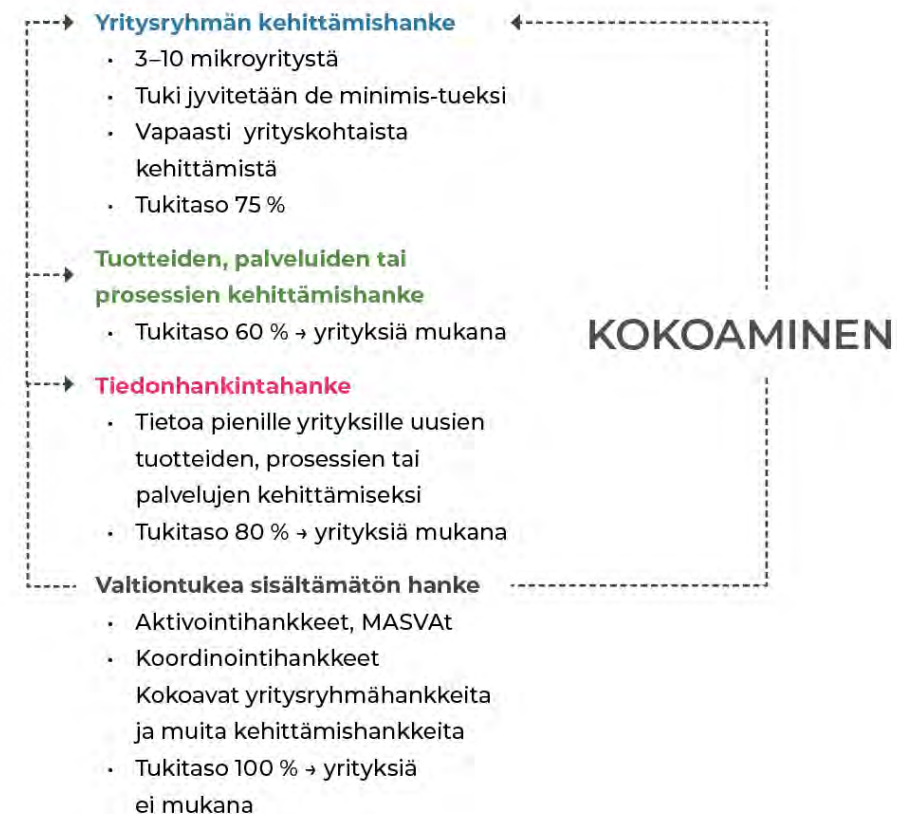 Yritysryhmän kehittämishanke
· 3–10 mikroyritystä
· Tuki jyvitetään de minimis-tueksi
· Vapaasti yrityskohtaista
kehittämistä
· Tukitaso 75 %
Tuotteiden, palveluiden tai
prosessien kehittämishanke
· Tukitaso 60 % → yrityksiä mukana
KOKOAMINEN
Tiedonhankintahanke
· Tietoa pienille yrityksille uusien
tuotteiden, prosessien tai
palvelujen kehittämiseksi
· Tukitaso 80 % → yrityksiä mukana
Valtiontukea sisältämätön hanke
· Aktivointihankkeet, MASVAt
· Koordinointihankkeet
Kokoavat yritysryhmähankkeita
ja muita kehittämishankkeita
· Tukitaso 100 % → yrityksiä
ei mukana